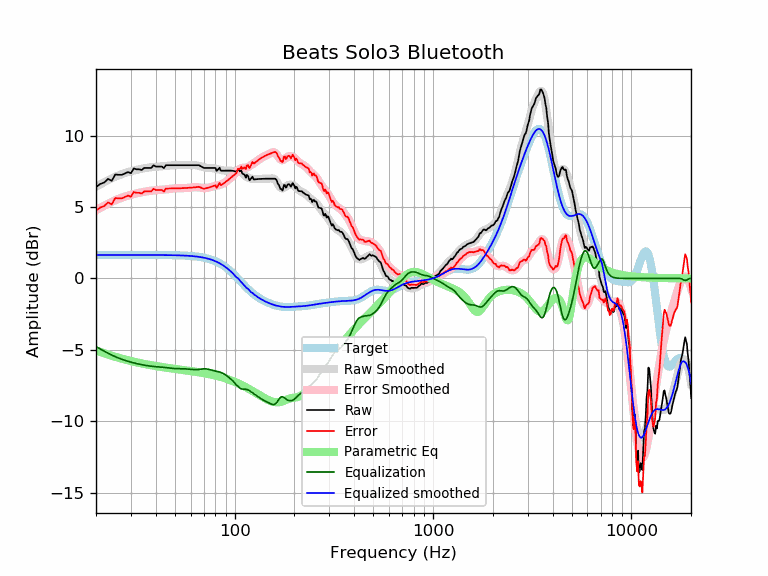 Beats Solo3 Bluetooth
Amplitude (dBr)
10
5
0
−5
−10
−15
Target
Raw Smoothed
Error Smoothed
Raw
Error
Parametric Eq
Equalization
Equalized smoothed
100
1000
10000
Frequency (Hz)